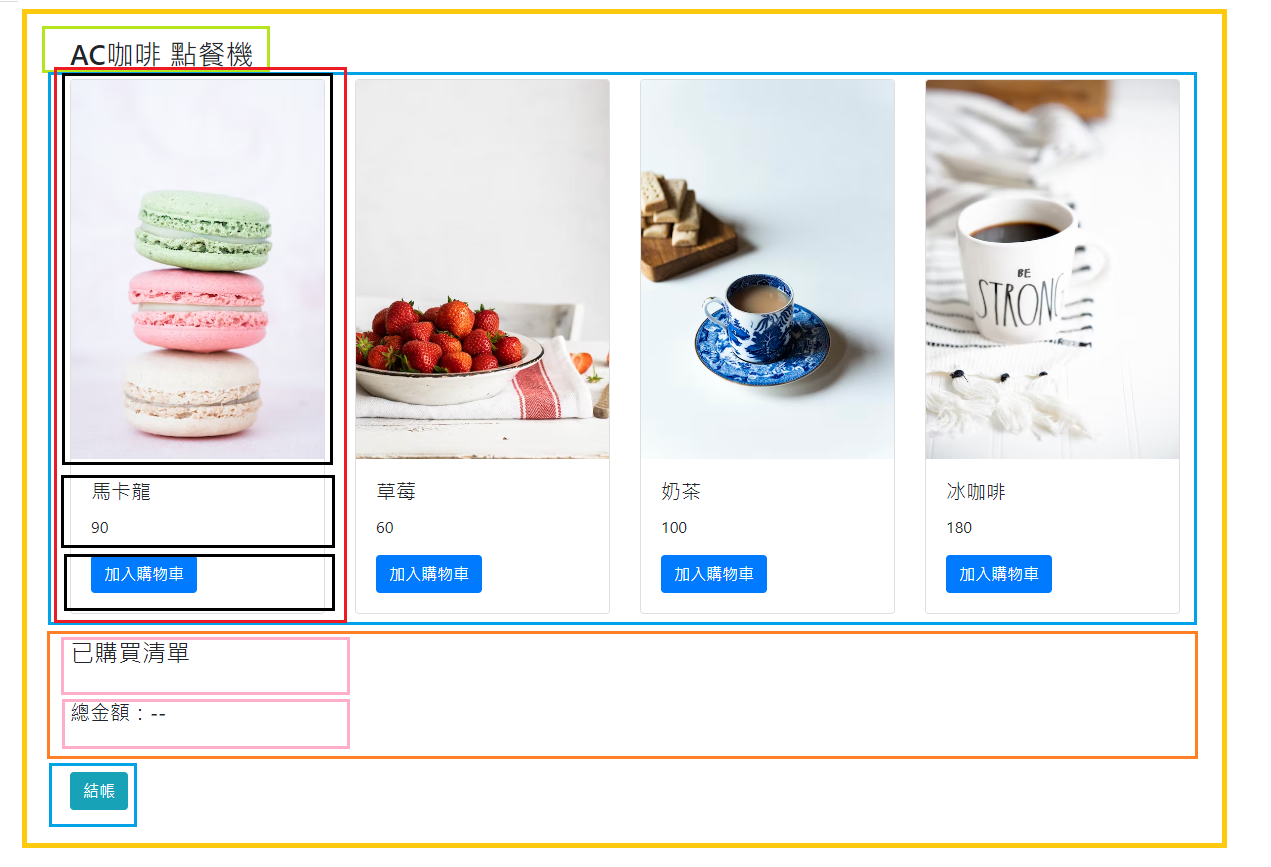 AC咖啡 點餐機
BE
STRONG
馬卡龍
90
加入購物車
草莓
60
加入購物車
奶茶
100
加入購物車
冰咖啡
180
加入購物車
已購買清單
總金額：--
結帳